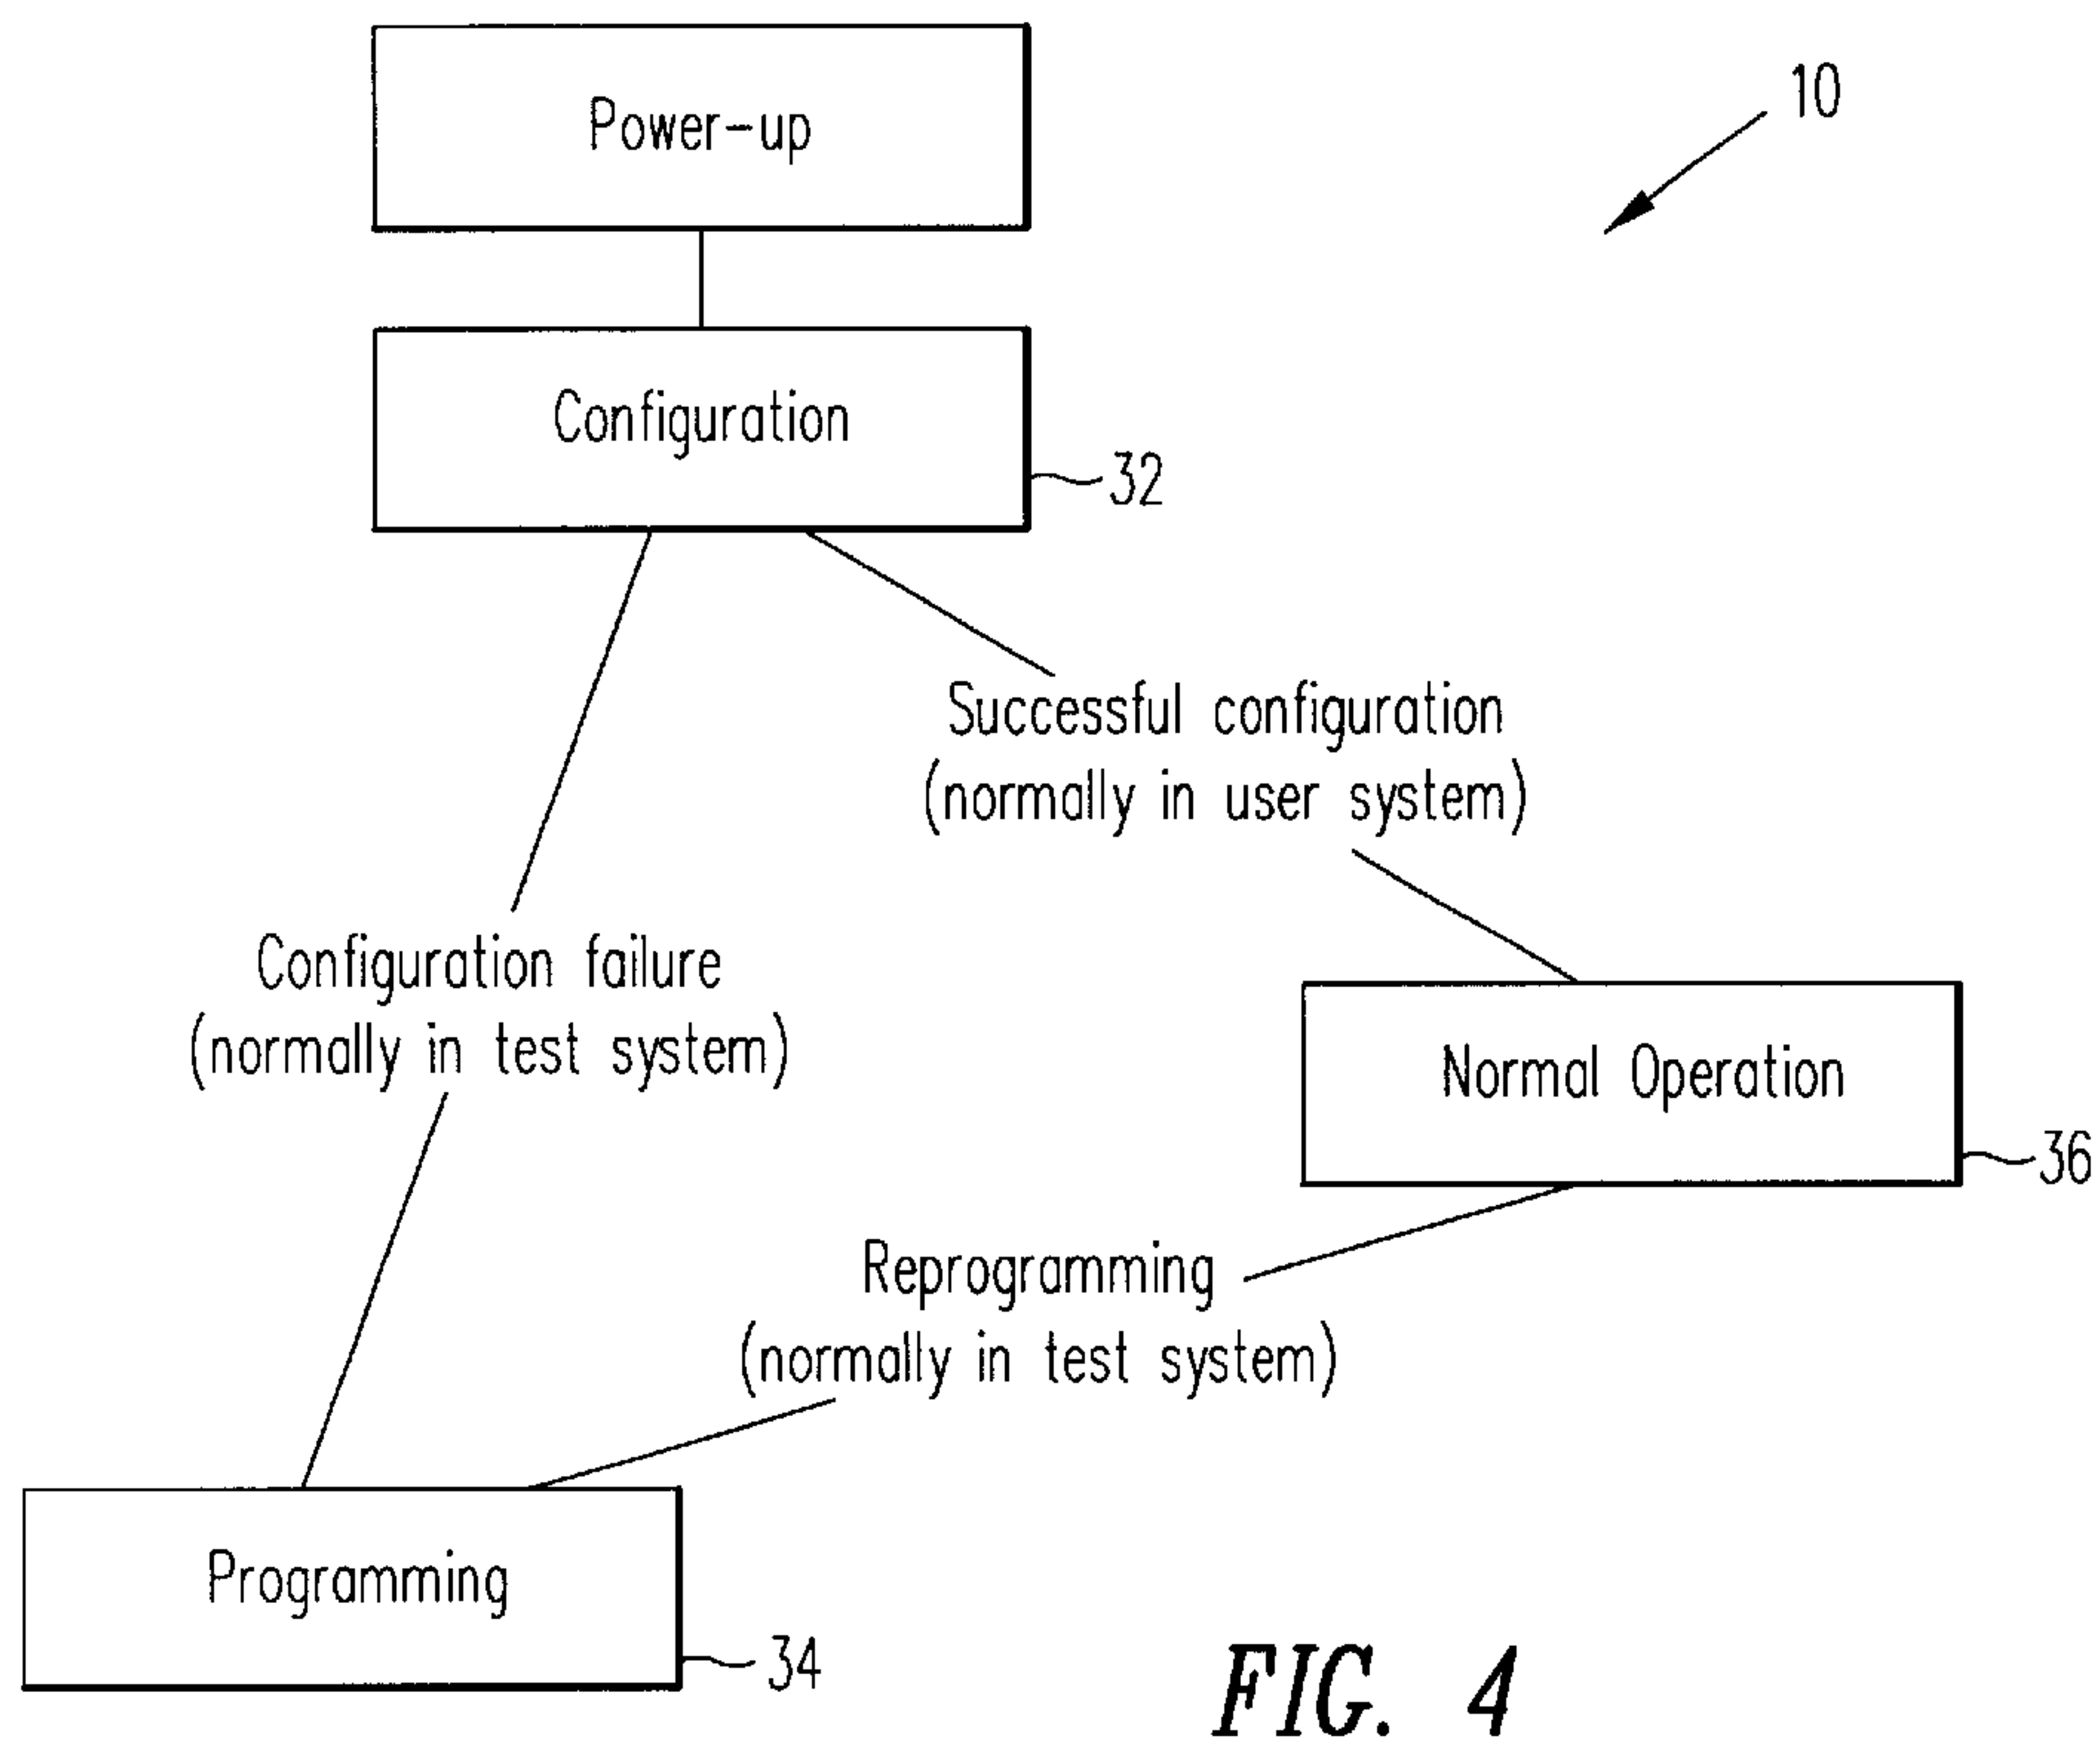 Power-up
10
Configuration
32
Successful configuration
(normally in user system)
Configuration failure
(normally in test system)
Normal Operation
36
Reprogramming
(normally in test system)
Programming
34
FIG. 4